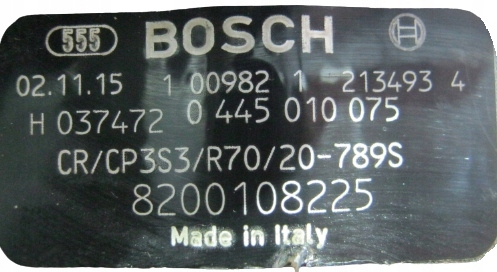 555 BOSCH
02.11.15 1 00982 1 213493 4
H 037472 0 445 010 075
CR/CP3S3/R70/20-789S
8200108225
Made in Italy